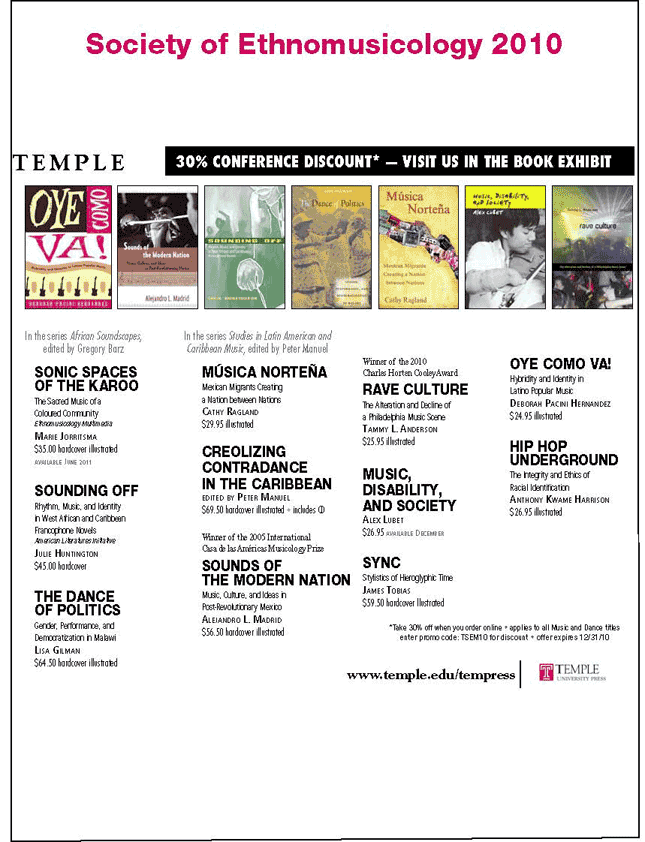 Society of Ethnomusicology 2010
TEMPLE
30% CONFERENCE DISCOUNT* — VISIT US IN THE BOOK EXHIBIT
OYE COMO VA!
Sounds of the Modern Nation
Alejandro L. Madrid
SOUNDING OFF
The Dance of Politics
Música Norteña
Mexican Migrants Creating a Nation between Nations
Cathy Ragland
MUSIC, DISABILITY, AND SOCIETY
ALEX LUBET
rave culture
In the series African Soundscapes,
edited by Gregory Barz
SONIC SPACES
OF THE KAROO
The Sacred Music of a
Coloured Community
Ethnomusicology Multimedia
MARIE JORRITSMA
$35.00 hardcover illustrated
AVAILABLE JUNE 2011
SOUNDING OFF
Rhythm, Music, and Identity
in West African and Caribbean
Francophone Novels
American Literatures Initiative
JULIE HUNTINGTON
$45.00 hardcover
THE DANCE
OF POLITICS
Gender, Performance, and
Democratization in Malawi
LISA GILMAN
$64.50 hardcover illustrated
In the series Studies in Latin American and
Caribbean Music, edited by Peter Manuel
MÚSICA NORTEÑA
Mexican Migrants Creating
a Nation between Nations
CATHY RAGLAND
$29.95 illustrated
CREOLIZING
CONTRADANCE
IN THE CARIBBEAN
EDITED BY PETER MANUEL
$69.50 hardcover illustrated • includes
Winner of the 2005 International
Casa de las Américas Musicology Prize
SOUNDS OF
THE MODERN NATION
Music, Culture, and Ideas in
Post-Revolutionary Mexico
ALEJANDRO L. MADRID
$56.50 hardcover illustrated
Winner of the 2010
Charles Horten CooleyAward
RAVE CULTURE
The Alteration and Decline of
a Philadelphia Music Scene
TAMMY L. ANDERSON
$25.95 illustrated
MUSIC,
DISABILITY,
AND SOCIETY
ALEX LUBET
$26.95 AVAILABLE DECEMBER
SYNC
Stylistics of Hieroglyphic Time
JAMES TOBIAS
$59.50 hardcover illustrated
OYE COMO VA!
Hybridity and Identity in
Latino Popular Music
DEBORAH PACINI HERNANDEZ
$24.95 illustrated
HIP HOP
UNDERGROUND
The Integrity and Ethics of
Racial Identification
ANTHONY KWAME HARRISON
$26.95 illustrated
*Take 30% off when you order online • applies to all Music and Dance titles
enter promo code: TSEM10 for discount • offer expires 12/31/10
www.temple.edu/tempress
TEMPLE
UNIVERSITY PRESS